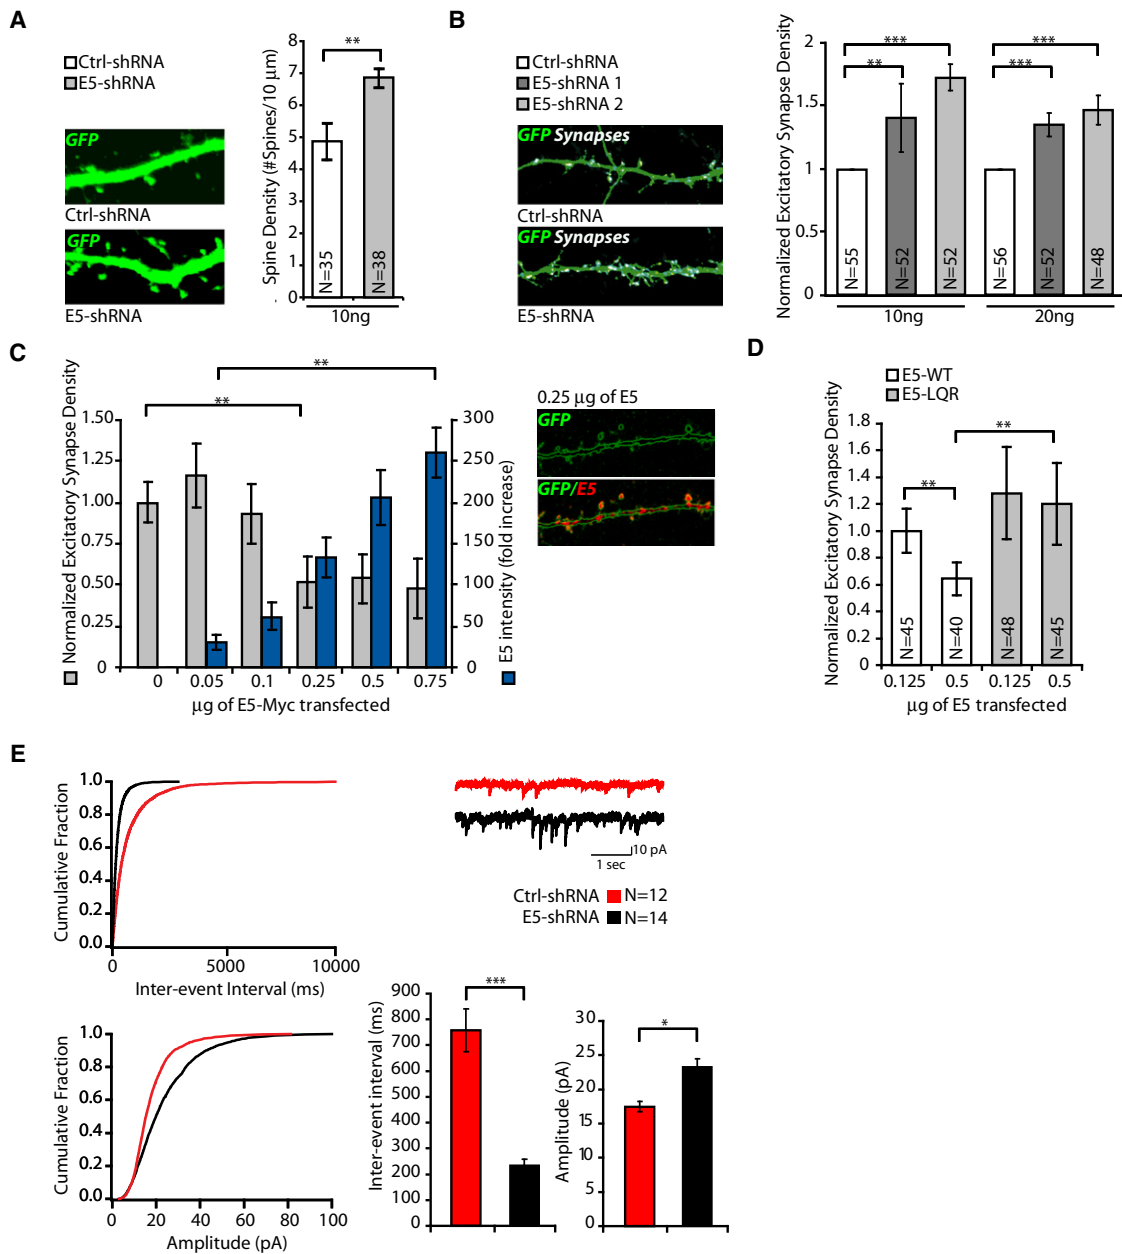 A
Ctrl-shRNA
E5-shRNA
GFP
Ctrl-shRNA
GFP
E5-shRNA
Spine Density (#Spines/10 µm)
8
7
6
5
4
3
2
1
0
**
N=35
N=38
10ng
B
Ctrl-shRNA
E5-shRNA 1
E5-shRNA 2
GFP Synapses
Ctrl-shRNA
GFP Synapses
E5-shRNA
Normalized Excitatory Synapse Density
2
1.5
1
0.5
0
***
**
***
***
N=55
N=52
N=52
N=56
N=52
N=48
10ng
20ng
C
**
**
Normalized Excitatory Synapse Density
1.50
1.25
1.00
0.75
0.50
0.25
0
300
250
200
150
100
50
0
E5 intensity (fold increase)
0 0.05 0.1 0.25 0.5 0.75
µg of E5-Myc transfected
0.25 µg of E5
GFP
GFP/E5
D
E5-WT
E5-LQR
Normalized Excitatory Synapse Density
1.8
1.6
1.4
1.2
1.0
0.8
0.6
0.4
0.2
0
**
**
N=45
N=40
N=48
N=45
0.125 0.5 0.125 0.5
µg of E5 transfected
E
Cumulative Fraction
1.0
0.8
0.6
0.4
0.2
0.0
0 5000 10000
Inter-event Interval (ms)
10 pA
1 sec
Ctrl-shRNA N=12
E5-shRNA N=14
Cumulative Fraction
1.0
0.8
0.6
0.4
0.2
0.0
0 20 40 60 80 100
Amplitude (pA)
Inter-event interval (ms)
900
800
700
600
500
400
300
200
100
0
***
Amplitude (pA)
30
25
20
15
10
5
0
*